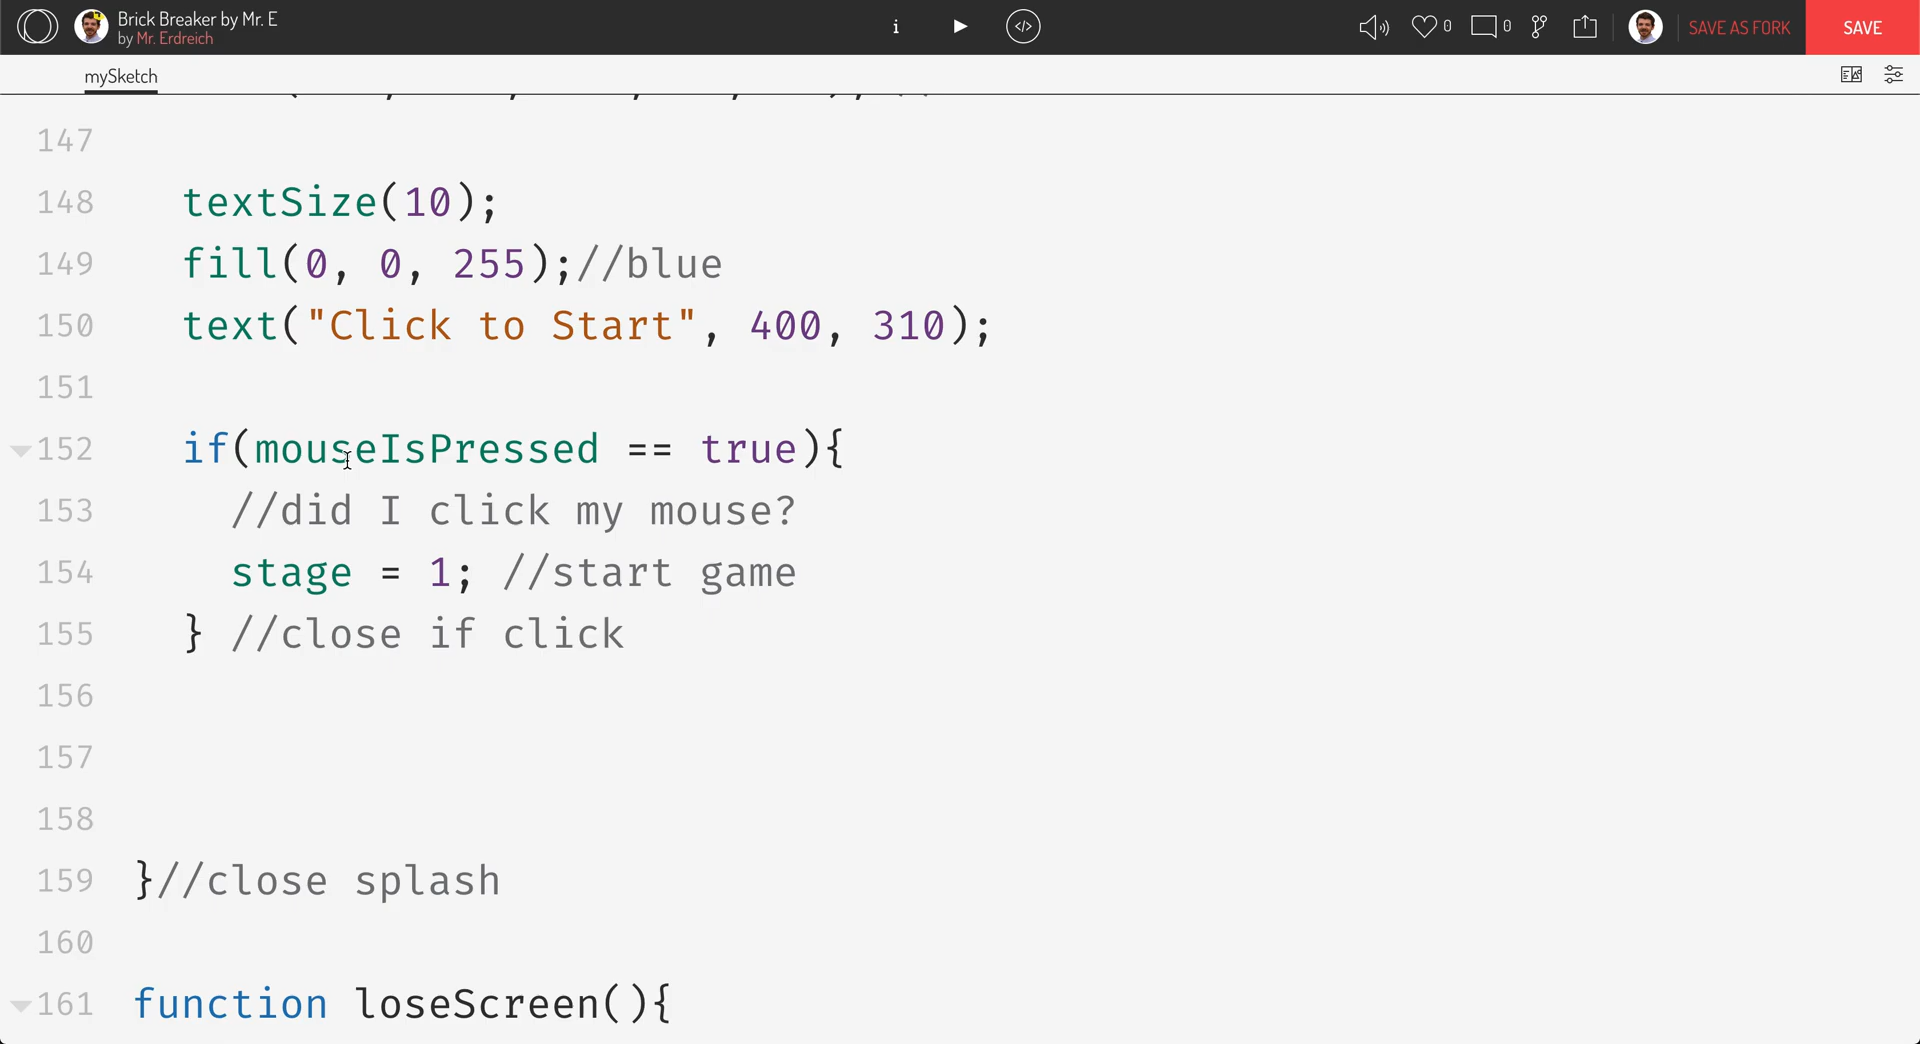 Brick Breaker by Mr. E
by Mr. Erdreich
i
</>
0
0
SAVE AS FORK
SAVE
mySketch
147
148 textSize(10);
149 fill(0, 0, 255);//blue
150 text("Click to Start", 400, 310);
151
152 if(mouseIsPressed == true){
153 //did I click my mouse?
154 stage = 1; //start game
155 } //close if click
156
157
158
159 }//close splash
160
161 function loseScreen(){